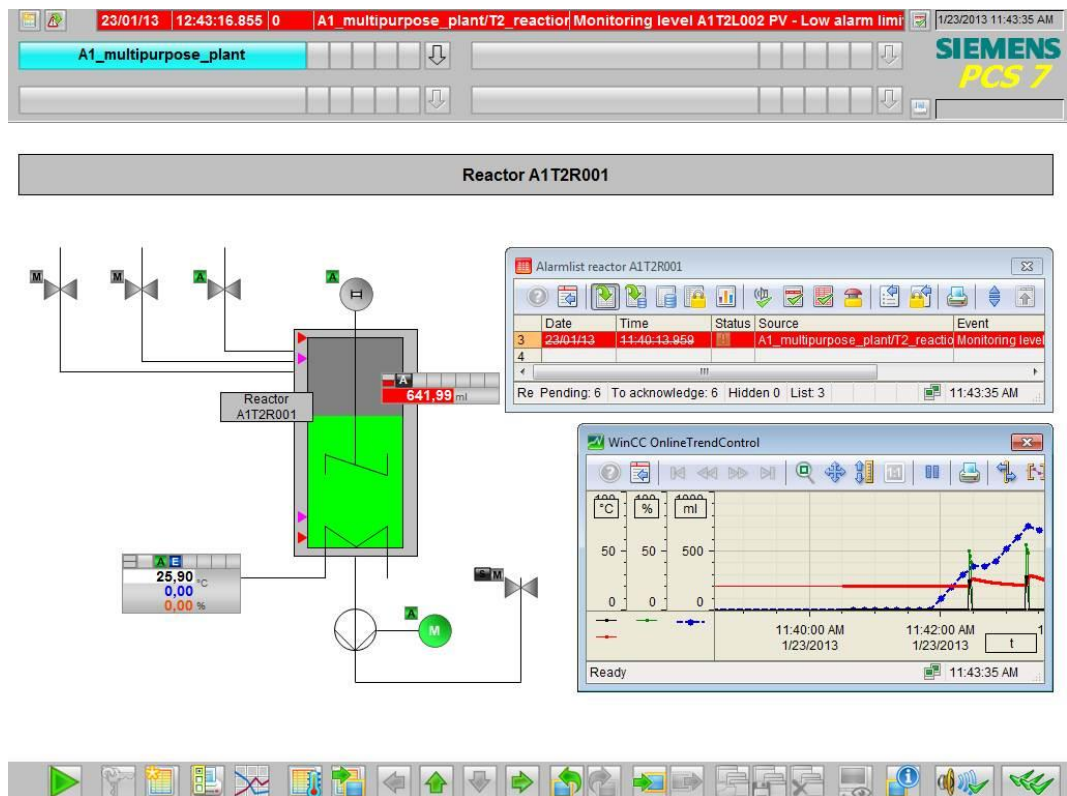 23/01/13 12:43:16.855 0 A1_multipurpose_plant/T2_reaction Monitoring level A1T2L002 PV - Low alarm limi
1/23/2013 11:43:35 AM
A1_multipurpose_plant
SIEMENS
PCS 7
Reactor A1T2R001
M
M
A
A
Alarmlist reactor A1T2R001
Date Time Status Source Event
3 23/01/13 11:40:13.959 A1_multipurpose_plant/T2_reactio Monitoring level
4
Re Pending: 6 To acknowledge: 6 Hidden 0 List: 3 11:43:35 AM
A
641,99 ml
Reactor
A1T2R001
WinCC OnlineTrendControl
100 100 1000
°C % ml
50 50 500
0 0 0
11:40:00 AM 11:42:00 AM 1
1/23/2013 1/23/2013 t
Ready 11:43:35 AM
A E
25,90 °C
0,00
0,00 %
S M
A
M